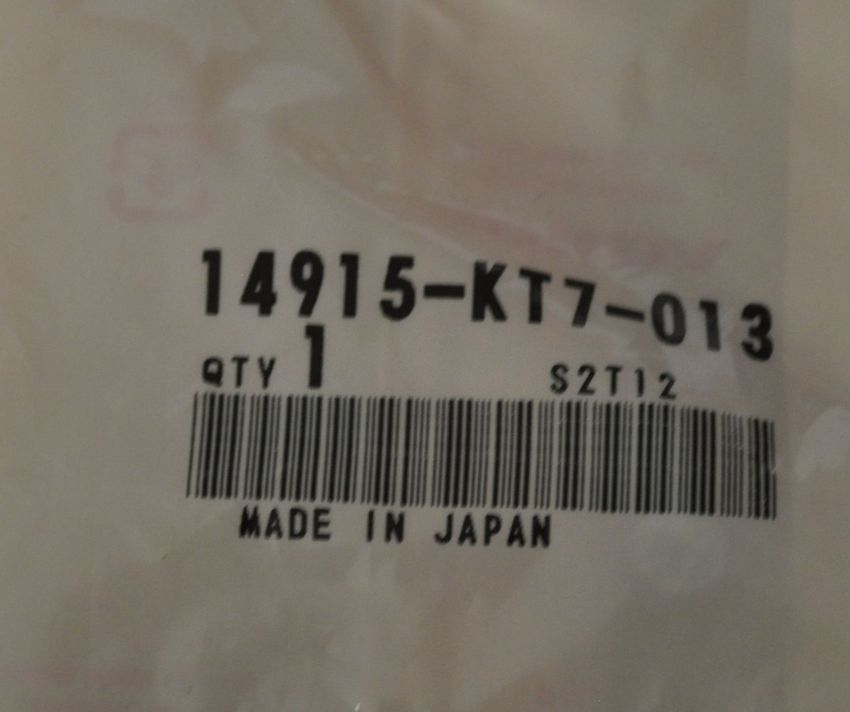 14915-KT7-013
QTY 1 S2T12
MADE IN JAPAN